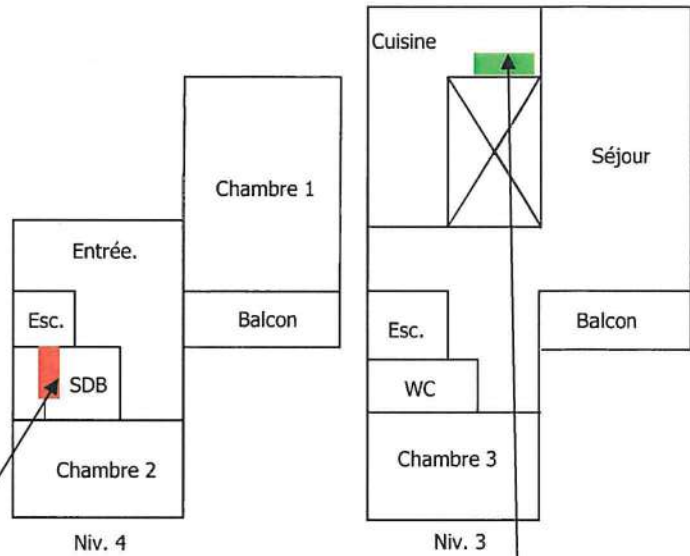 Cuisine
Séjour
Chambre 1
Entrée.
Esc.
Balcon
SDB
Chambre 2
Niv. 4
Esc.
Balcon
WC
Chambre 3
Niv. 3